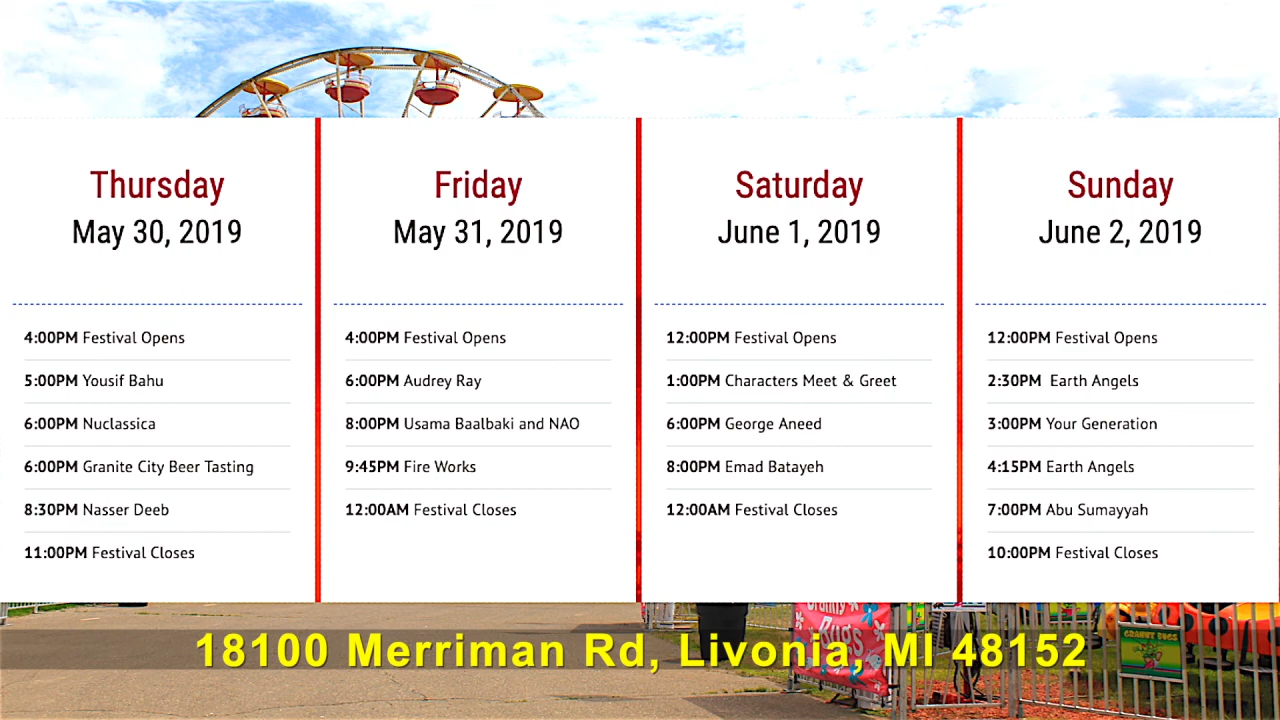 Thursday
May 30, 2019
4:00PM Festival Opens
5:00PM Yousif Bahu
6:00PM Nuclassica
6:00PM Granite City Beer Tasting
8:30PM Nasser Deeb
11:00PM Festival Closes
Friday
May 31, 2019
4:00PM Festival Opens
6:00PM Audrey Ray
8:00PM Usama Baalbaki and NAO
9:45PM Fire Works
12:00AM Festival Closes
Saturday
June 1, 2019
12:00PM Festival Opens
1:00PM Characters Meet & Greet
6:00PM George Aneed
8:00PM Emad Batayeh
12:00AM Festival Closes
Sunday
June 2, 2019
12:00PM Festival Opens
2:30PM Earth Angels
3:00PM Your Generation
4:15PM Earth Angels
7:00PM Abu Sumayyah
10:00PM Festival Closes
18100 Merriman Rd, Livonia, MI 48152
Bugs
GRANNY BUGS